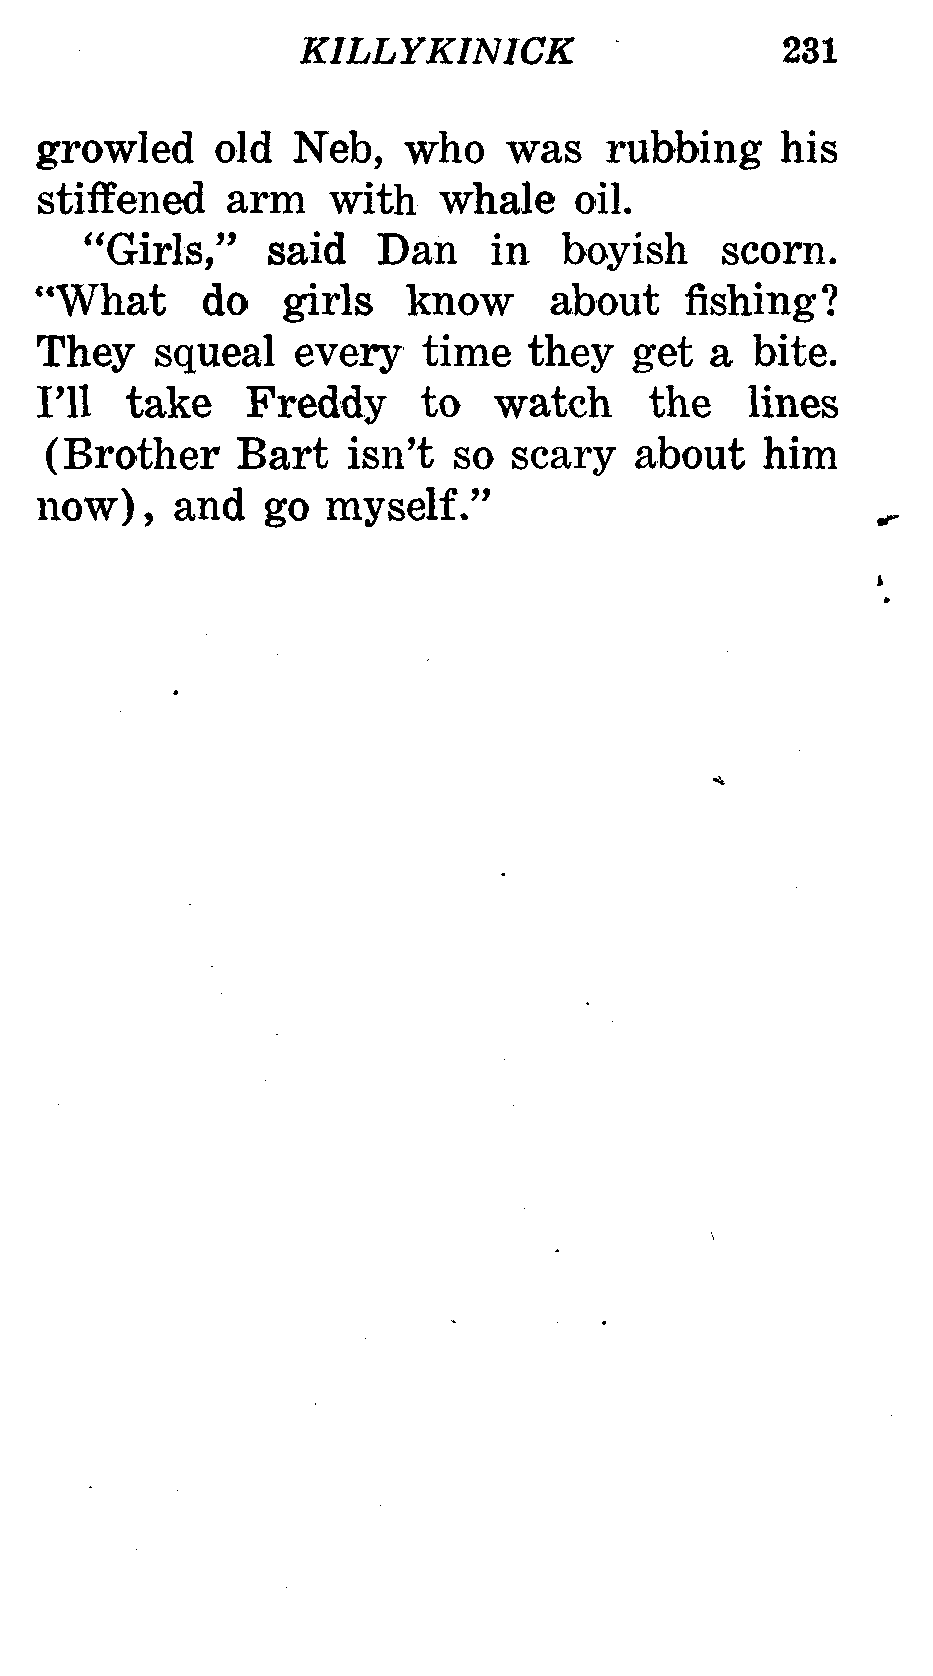 KILLYKINICK 231
growled old Neb, who was rubbing his
stiffened arm with whale oil.
“Girls,” said Dan in boyish scorn.
“What do girls know about fishing?
They squeal every time they get a bite.
I’ll take Freddy to watch the lines
(Brother Bart isn’t so scary about him
now), and go myself.”